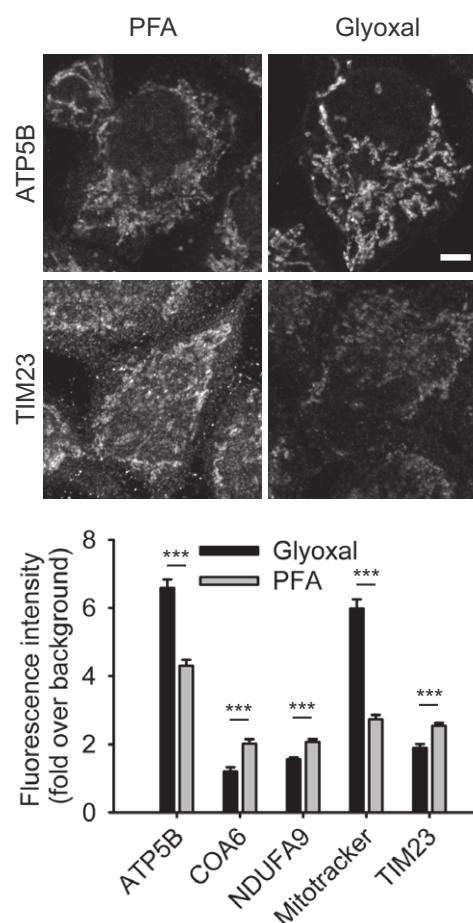 PFA Glyoxal
ATP5B
TIM23
Fluorescence intensity
(fold over background)
8
6
4
2
0
Glyoxal
PFA
***
***
***
***
***
ATP5B
COA6
NDUFA9
Mitotracker
TIM23